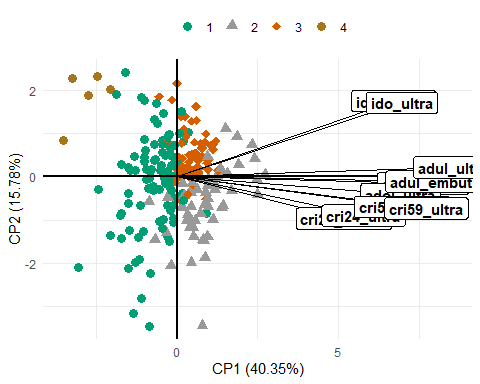 1 2 3 4
2
ido_ultra
adul_ult
0
adul_embut
cri59_ultra
cri24_ultra
-2
0 5
CP2 (15.78%)
CP1 (40.35%)